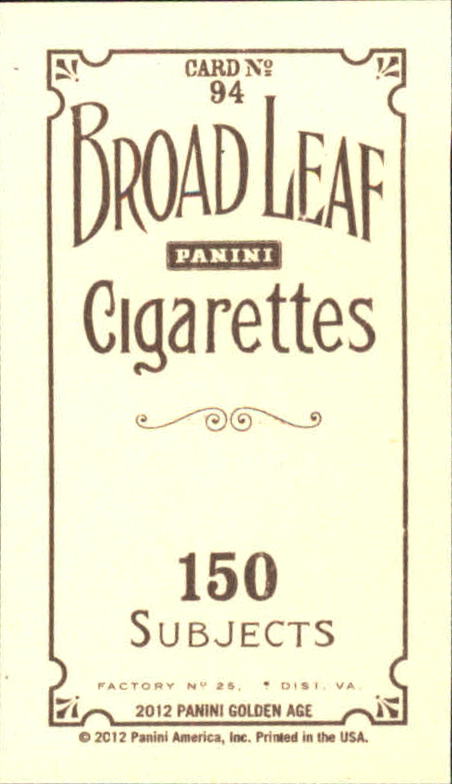 CARD Nº
94
BROAD LEAF
PANINI
Cigarettes
150
SUBJECTS
FACTORY Nº 25, DIST. VA.
2012 PANINI GOLDEN AGE
© 2012 Panini America, Inc. Printed in the USA.